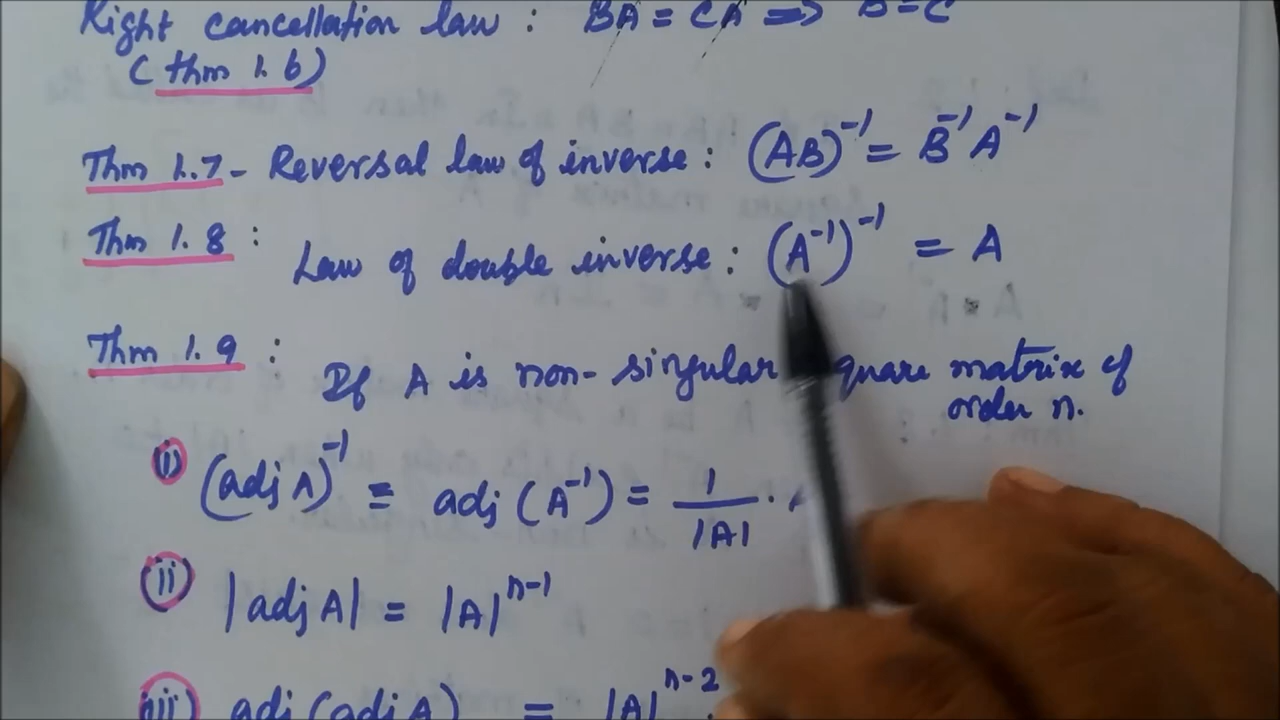 Right cancellation law : BA = CA ⟹ B = C
(thm 1.6)
Thm 1.7 - Reversal law of inverse : (AB)⁻¹ = B⁻¹ A⁻¹
Thm 1.8 : Law of double inverse : (A⁻¹)⁻¹ = A
Thm 1.9 : If A is non-singular square matrix of
order n.
(i) (adj A)⁻¹ = adj (A⁻¹) = 1/|A| ·
(ii) |adj A| = |A|ⁿ⁻¹
(iii) adj (adj A) = |A|ⁿ⁻² ·